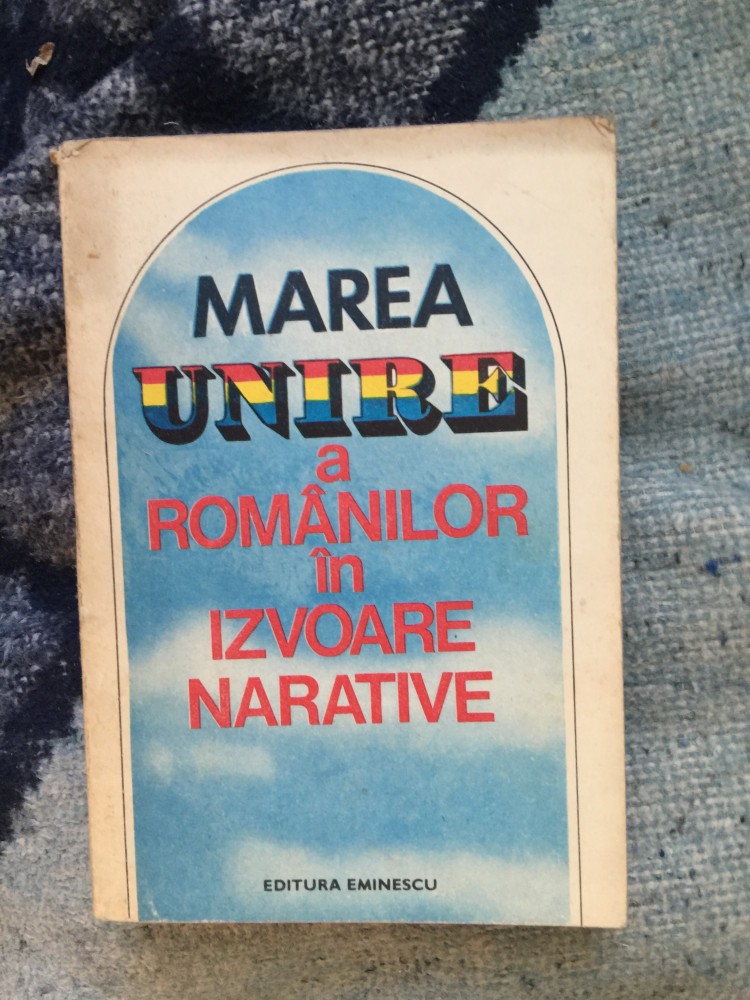 MAREA
UNIRE
a
ROMÂNILOR
în
IZVOARE
NARATIVE
EDITURA EMINESCU